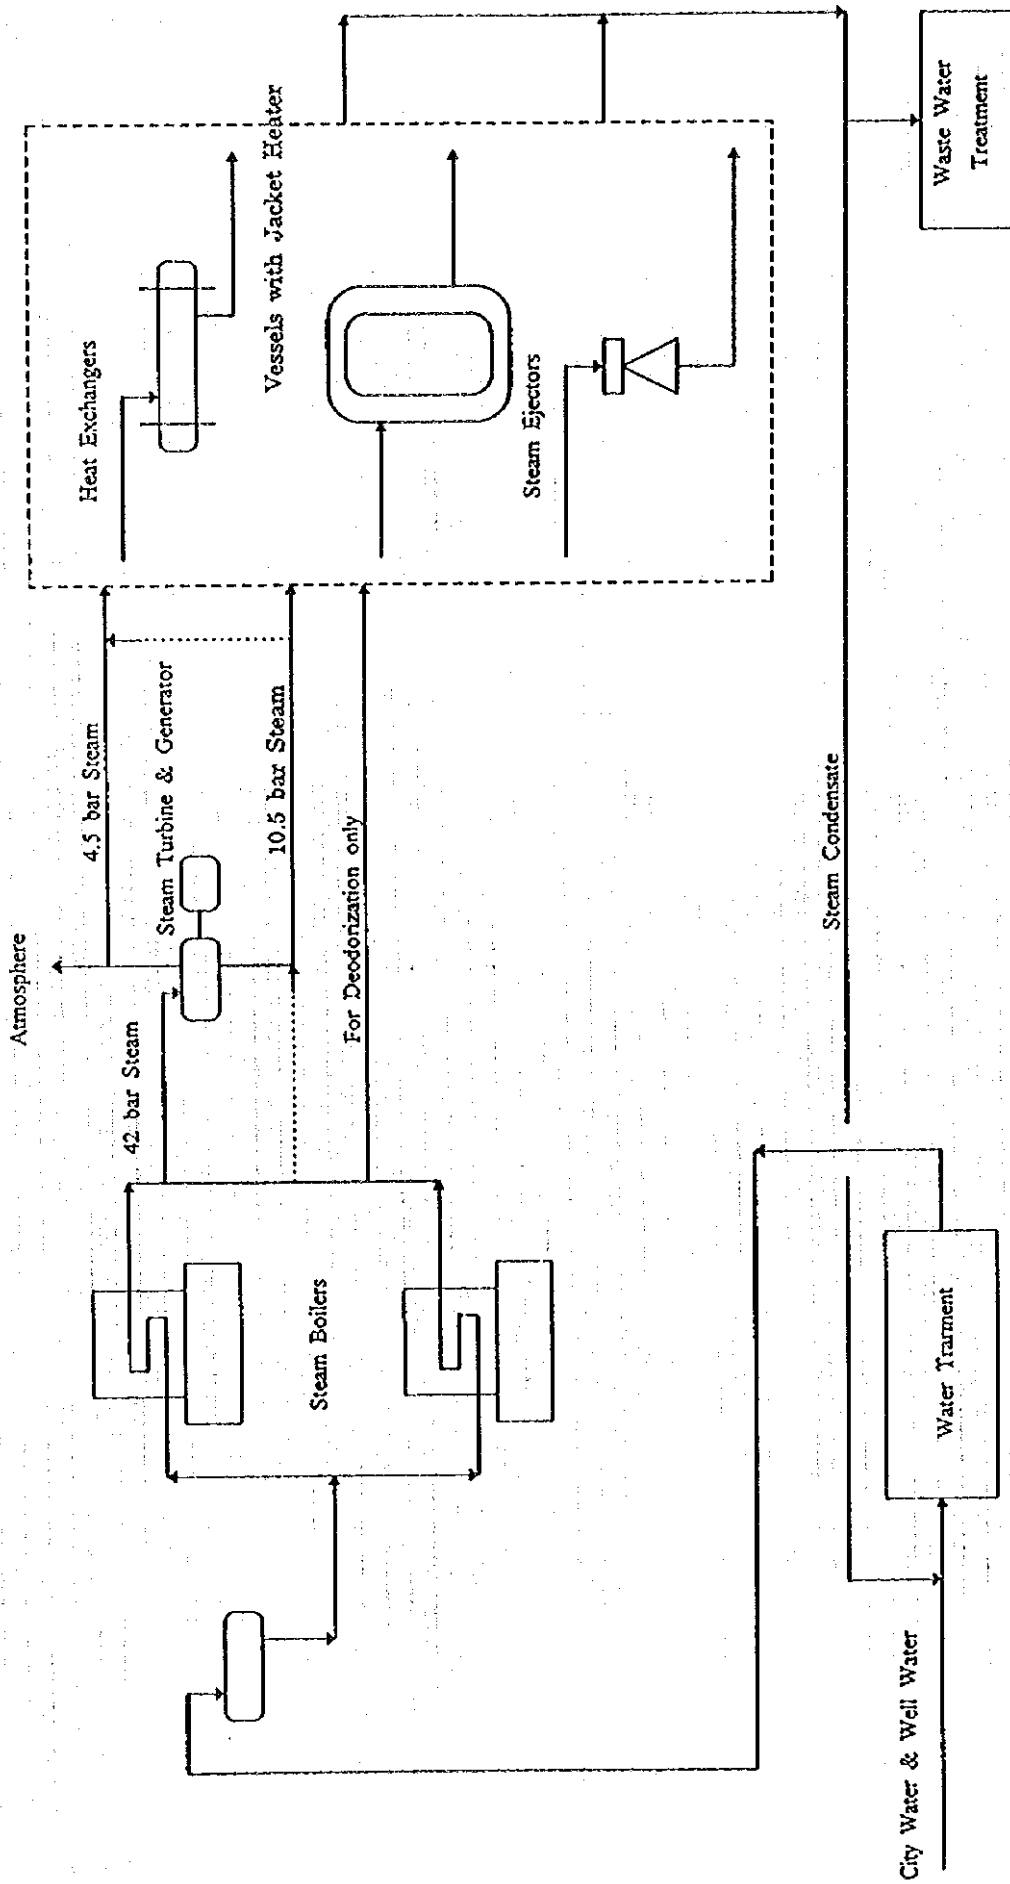 Atmosphere
4.5 bar Steam
42 bar Steam
Steam Turbine & Generator
10.5 bar Steam
For Deodorization only
Heat Exchangers
Vessels with Jacket Heater
Steam Ejectors
Steam Boilers
Steam Condensate
Waste Water
Treatment
Water Trarment
City Water & Well Water